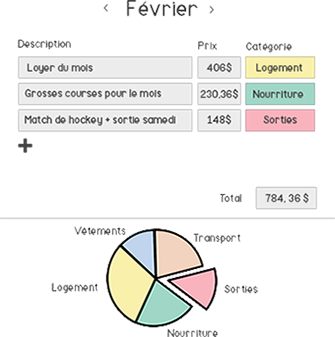 ‹ Février ›
Description Prix Catégorie
Loyer du mois 406$ Logement
Grosses courses pour le mois 230,36$ Nourriture
Match de hockey + sortie samedi 148$ Sorties
+
Total 784,36 $
Vêtements Transport
Logement Sorties
Nourriture